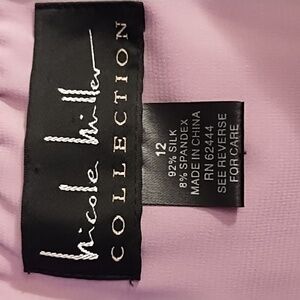 Nicole Miller
COLLECTION
12
92% SILK
8% SPANDEX
MADE IN CHINA
RN 62444
SEE REVERSE
FOR CARE